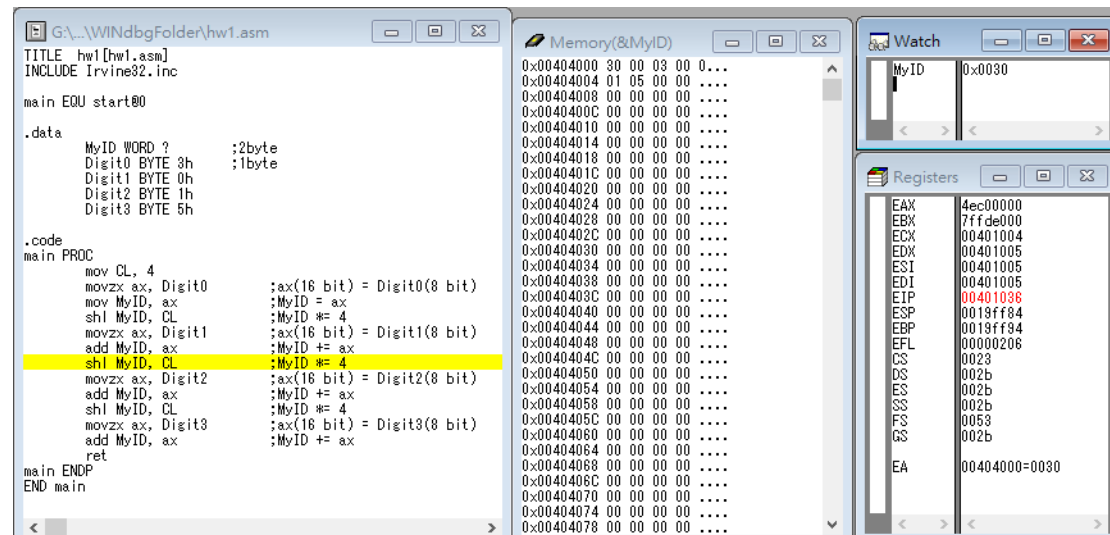 G:\...\WINdbgFolder\hw1.asm
TITLE hw1[hw1.asm]
INCLUDE Irvine32.inc
main EQU start@0
.data
MyID WORD ? ;2byte
Digit0 BYTE 3h ;1byte
Digit1 BYTE 0h
Digit2 BYTE 1h
Digit3 BYTE 5h
.code
main PROC
mov CL, 4
movzx ax, Digit0 ;ax(16 bit) = Digit0(8 bit)
mov MyID, ax ;MyID = ax
shl MyID, CL ;MyID *= 4
movzx ax, Digit1 ;ax(16 bit) = Digit1(8 bit)
add MyID, ax ;MyID += ax
shl MyID, CL ;MyID *= 4
movzx ax, Digit2 ;ax(16 bit) = Digit2(8 bit)
add MyID, ax ;MyID += ax
shl MyID, CL ;MyID *= 4
movzx ax, Digit3 ;ax(16 bit) = Digit3(8 bit)
add MyID, ax ;MyID += ax
ret
main ENDP
END main
Memory(&MyID)
0x00404000 30 00 03 00 0...
0x00404004 01 05 00 00 ....
0x00404008 00 00 00 00 ....
0x0040400C 00 00 00 00 ....
0x00404010 00 00 00 00 ....
0x00404014 00 00 00 00 ....
0x00404018 00 00 00 00 ....
0x0040401C 00 00 00 00 ....
0x00404020 00 00 00 00 ....
0x00404024 00 00 00 00 ....
0x00404028 00 00 00 00 ....
0x0040402C 00 00 00 00 ....
0x00404030 00 00 00 00 ....
0x00404034 00 00 00 00 ....
0x00404038 00 00 00 00 ....
0x0040403C 00 00 00 00 ....
0x00404040 00 00 00 00 ....
0x00404044 00 00 00 00 ....
0x00404048 00 00 00 00 ....
0x0040404C 00 00 00 00 ....
0x00404050 00 00 00 00 ....
0x00404054 00 00 00 00 ....
0x00404058 00 00 00 00 ....
0x0040405C 00 00 00 00 ....
0x00404060 00 00 00 00 ....
0x00404064 00 00 00 00 ....
0x00404068 00 00 00 00 ....
0x0040406C 00 00 00 00 ....
0x00404070 00 00 00 00 ....
0x00404074 00 00 00 00 ....
0x00404078 00 00 00 00 ....
Watch
MyID 0x0030
Registers
EAX 4ec00000
EBX 7ffde000
ECX 00401004
EDX 00401005
ESI 00401005
EDI 00401005
EIP 00401036
ESP 0019ff84
EBP 0019ff94
EFL 00000206
CS 0023
DS 002b
ES 002b
SS 002b
FS 0053
GS 002b
EA 00404000=0030